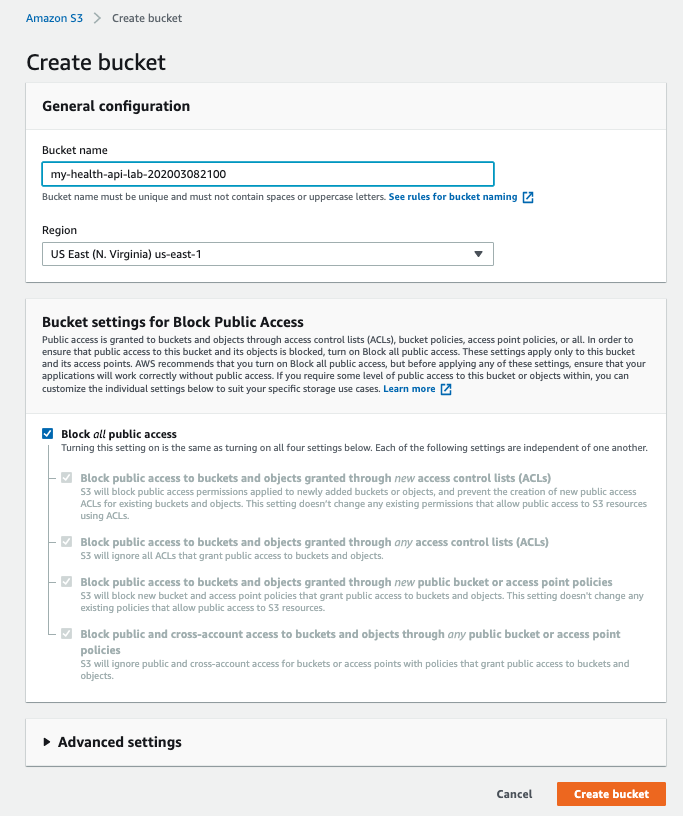 Amazon S3 > Create bucket
Create bucket
General configuration
Bucket name
my-health-api-lab-202003082100
Bucket name must be unique and must not contain spaces or uppercase letters. See rules for bucket naming
Region
US East (N. Virginia) us-east-1
Bucket settings for Block Public Access
Public access is granted to buckets and objects through access control lists (ACLs), bucket policies, access point policies, or all. In order to
ensure that public access to this bucket and its objects is blocked, turn on Block all public access. These settings apply only to this bucket
and its access points. AWS recommends that you turn on Block all public access, but before applying any of these settings, ensure that your
applications will work correctly without public access. If you require some level of public access to this bucket or objects within, you can
customize the individual settings below to suit your specific storage use cases. Learn more
Block all public access
Turning this setting on is the same as turning on all four settings below. Each of the following settings are independent of one another.
Block public access to buckets and objects granted through new access control lists (ACLs)
S3 will block public access permissions applied to newly added buckets or objects, and prevent the creation of new public access
ACLs for existing buckets and objects. This setting doesn't change any existing permissions that allow public access to S3 resources
using ACLs.
Block public access to buckets and objects granted through any access control lists (ACLs)
S3 will ignore all ACLs that grant public access to buckets and objects.
Block public access to buckets and objects granted through new public bucket or access point policies
S3 will block new bucket and access point policies that grant public access to buckets and objects. This setting doesn't change any
existing policies that allow public access to S3 resources.
Block public and cross-account access to buckets and objects through any public bucket or access point
policies
S3 will ignore public and cross-account access for buckets or access points with policies that grant public access to buckets and
objects.
Advanced settings
Cancel Create bucket